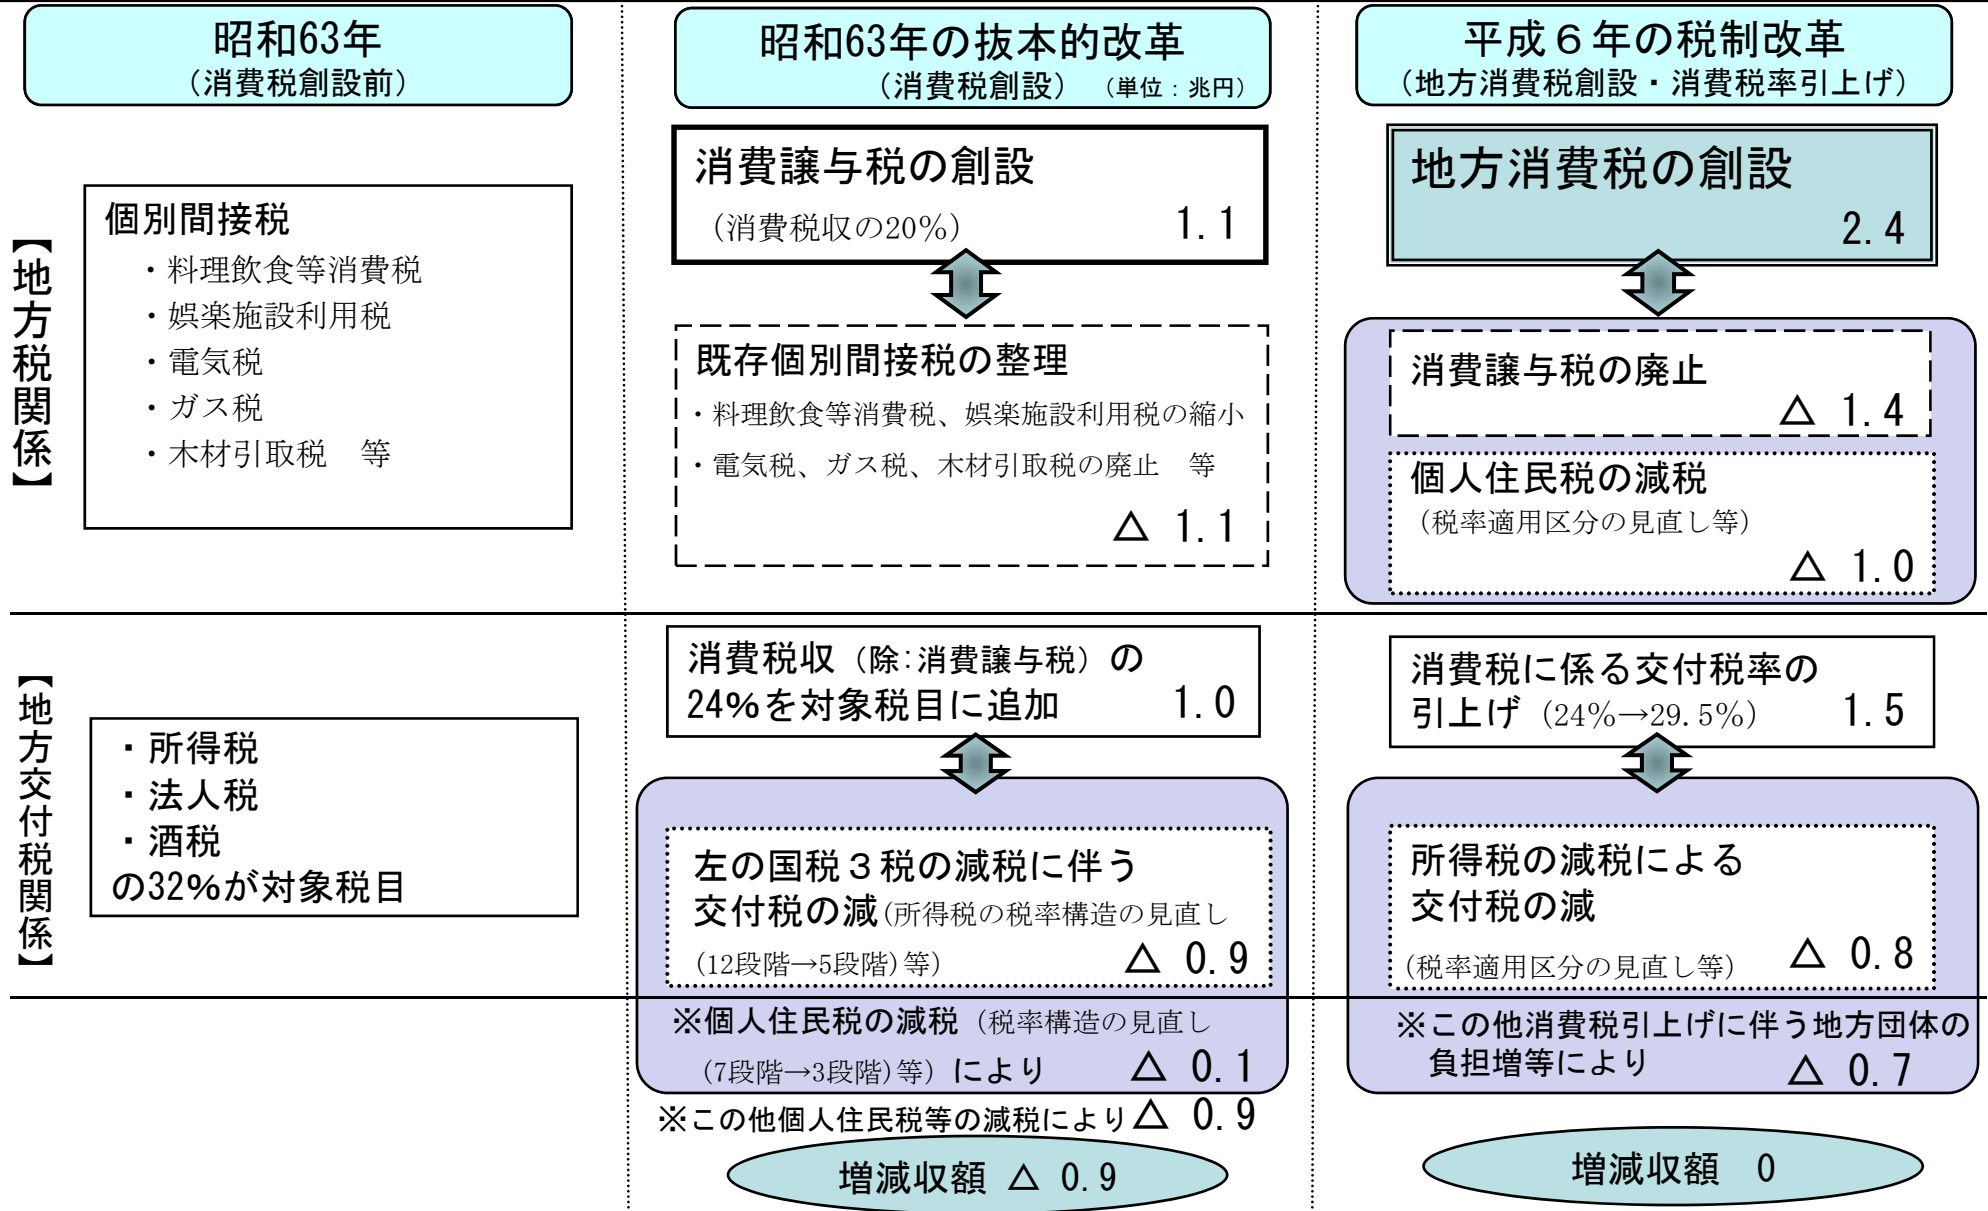 昭和63年
（消費税創設前）
昭和63年の抜本的改革
（消費税創設）（単位：兆円）
平成６年の税制改革
（地方消費税創設・消費税率引上げ）
【地方税関係】
個別間接税
・料理飲食等消費税
・娯楽施設利用税
・電気税
・ガス税
・木材引取税　等
消費譲与税の創設
（消費税収の20％） 1.1
既存個別間接税の整理
・料理飲食等消費税、娯楽施設利用税の縮小
・電気税、ガス税、木材引取税の廃止　等
△ 1.1
地方消費税の創設
2.4
消費譲与税の廃止
△ 1.4
個人住民税の減税
（税率適用区分の見直し等）
△ 1.0
【地方交付税関係】
・所得税
・法人税
・酒税
の32%が対象税目
消費税収（除:消費譲与税）の
24%を対象税目に追加 1.0
左の国税３税の減税に伴う
交付税の減(所得税の税率構造の見直し
(12段階→5段階)等） △ 0.9
※個人住民税の減税（税率構造の見直し
(7段階→3段階)等）により △ 0.1
※この他個人住民税等の減税により△ 0.9
増減収額 △ 0.9
消費税に係る交付税率の
引上げ（24％→29.5％） 1.5
所得税の減税による
交付税の減
(税率適用区分の見直し等） △ 0.8
※この他消費税引上げに伴う地方団体の
負担増等により △ 0.7
増減収額　0